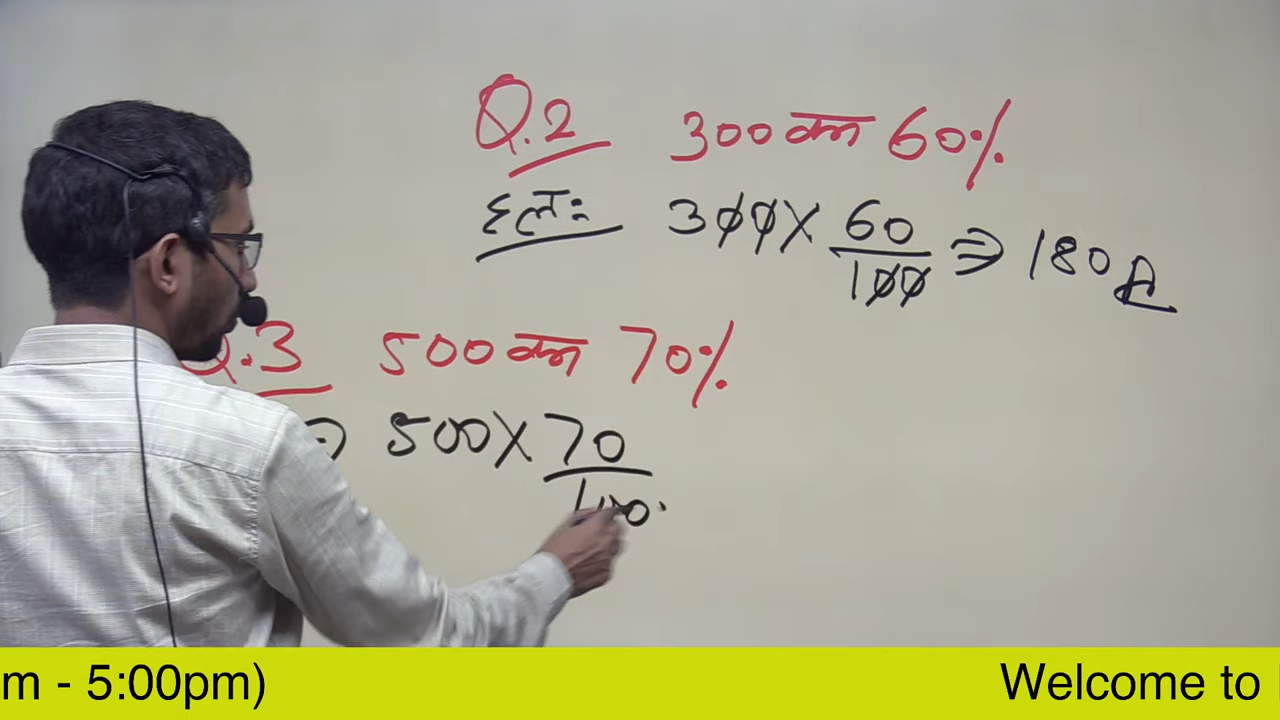 Q.2 300 का 60%
हल: 300 × 60/100 ⇒ 180 A
Q.3 500 का 70%
500 × 70/100
m - 5:00pm)
Welcome to